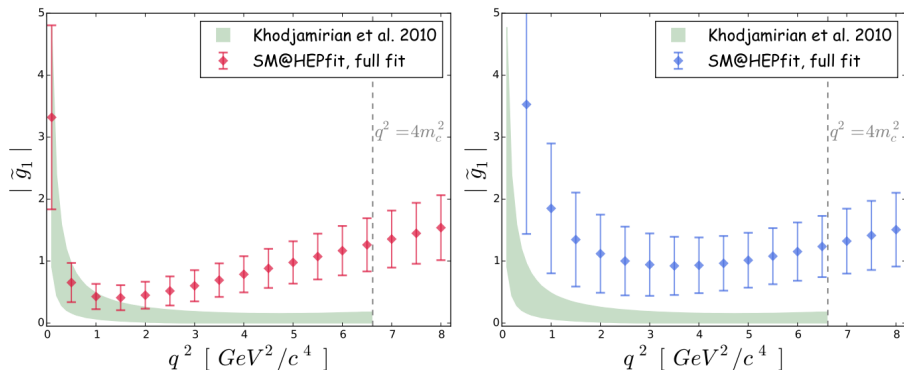 5
4
3
2
1
0
|g̃₁|
Khodjamirian et al. 2010
SM@HEPfit, full fit
q² = 4m_c²
0 1 2 3 4 5 6 7 8
q² [ GeV²/c⁴ ]
5
4
3
2
1
0
|g̃₁|
Khodjamirian et al. 2010
SM@HEPfit, full fit
q² = 4m_c²
0 1 2 3 4 5 6 7 8
q² [ GeV²/c⁴ ]